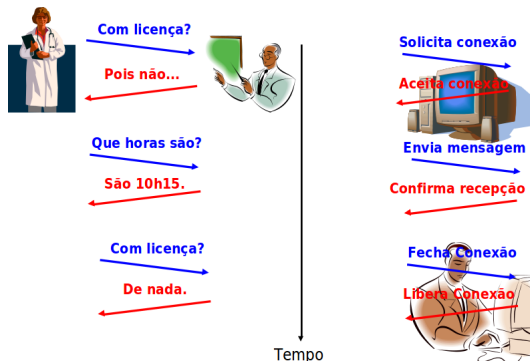 Com licença?
Pois não...
Que horas são?
São 10h15.
Com licença?
De nada.
Tempo
Solicita conexão
Aceita conexão
Envia mensagem
Confirma recepção
Fecha Conexão
Libera Conexão